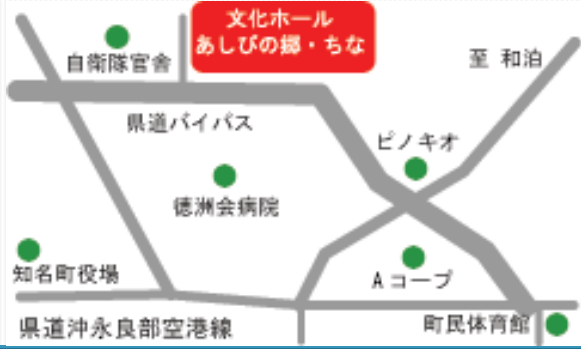 文化ホール
あしびの郷・ちな
自衛隊官舎
至 和泊
県道バイパス
ピノキオ
徳洲会病院
知名町役場
Aコープ
県道沖永良部空港線
町民体育館